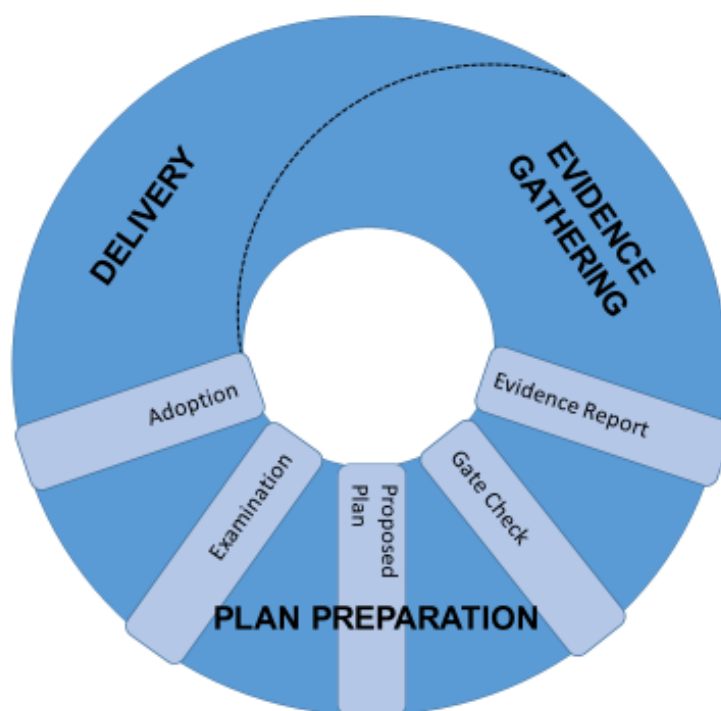 DELIVERY
EVIDENCE
GATHERING
Evidence Report
Gate Check
Proposed
Plan
Examination
Adoption
PLAN PREPARATION